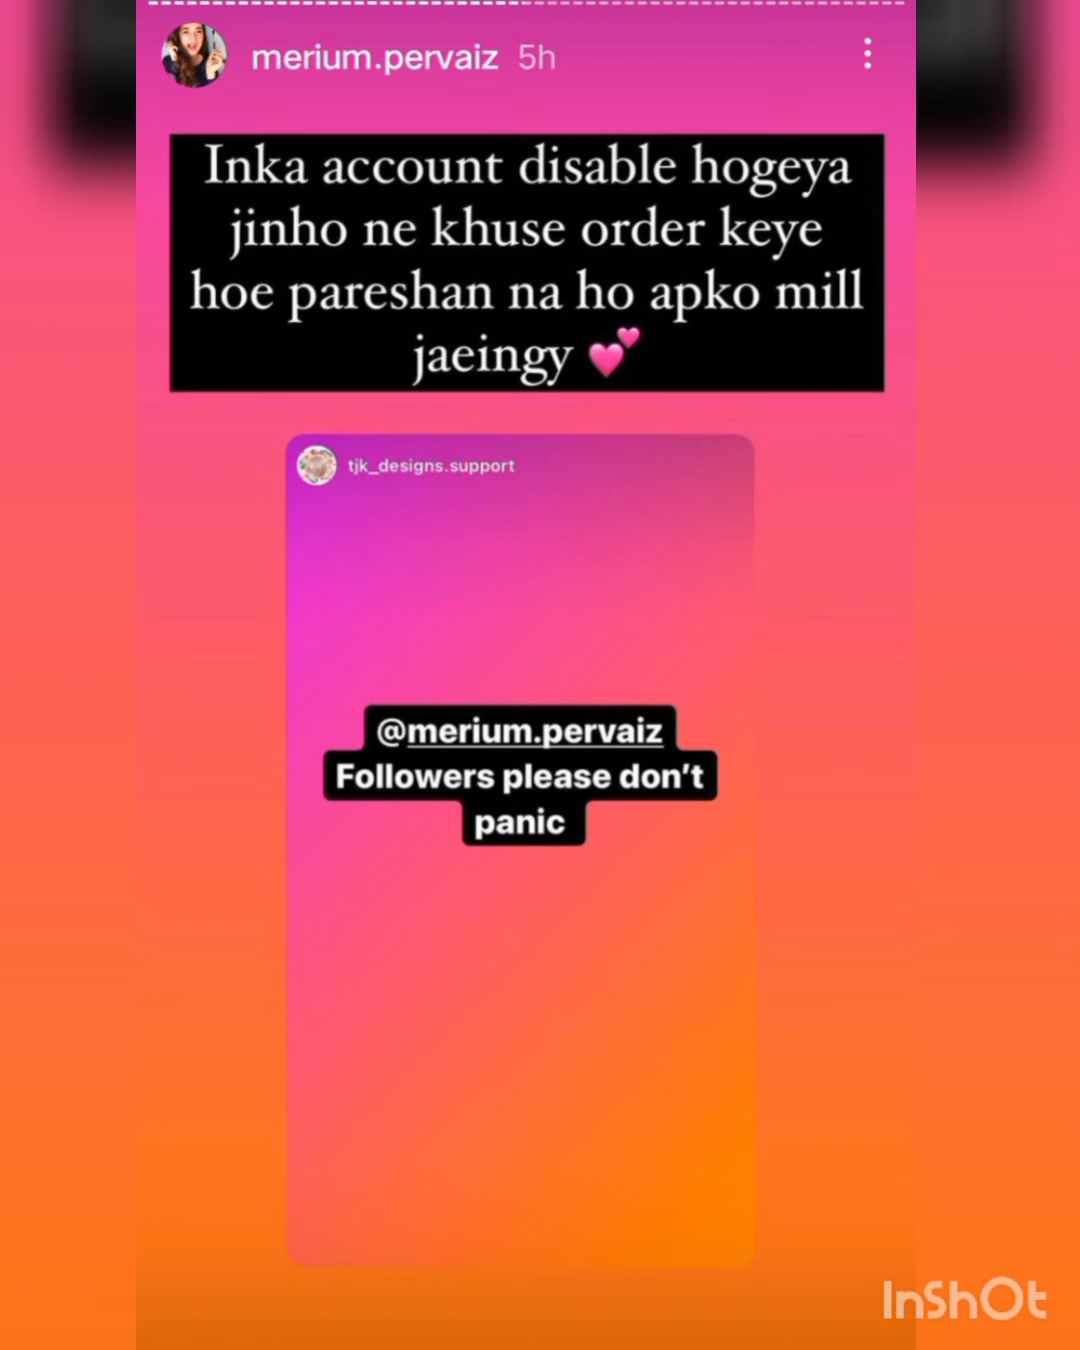 merium.pervaiz 5h
Inka account disable hogeya
jinho ne khuse order keye
hoe pareshan na ho apko mill
jaeingy 💕
tjk_designs.support
@merium.pervaiz
Followers please don't
panic
InShOt